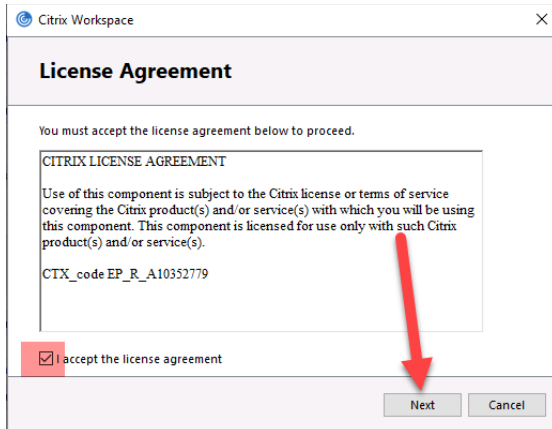 Citrix Workspace
License Agreement
You must accept the license agreement below to proceed.
CITRIX LICENSE AGREEMENT
Use of this component is subject to the Citrix license or terms of service
covering the Citrix product(s) and/or service(s) with which you will be using
this component. This component is licensed for use only with such Citrix
product(s) and/or service(s).
CTX_code EP_R_A10352779
I accept the license agreement
Next
Cancel